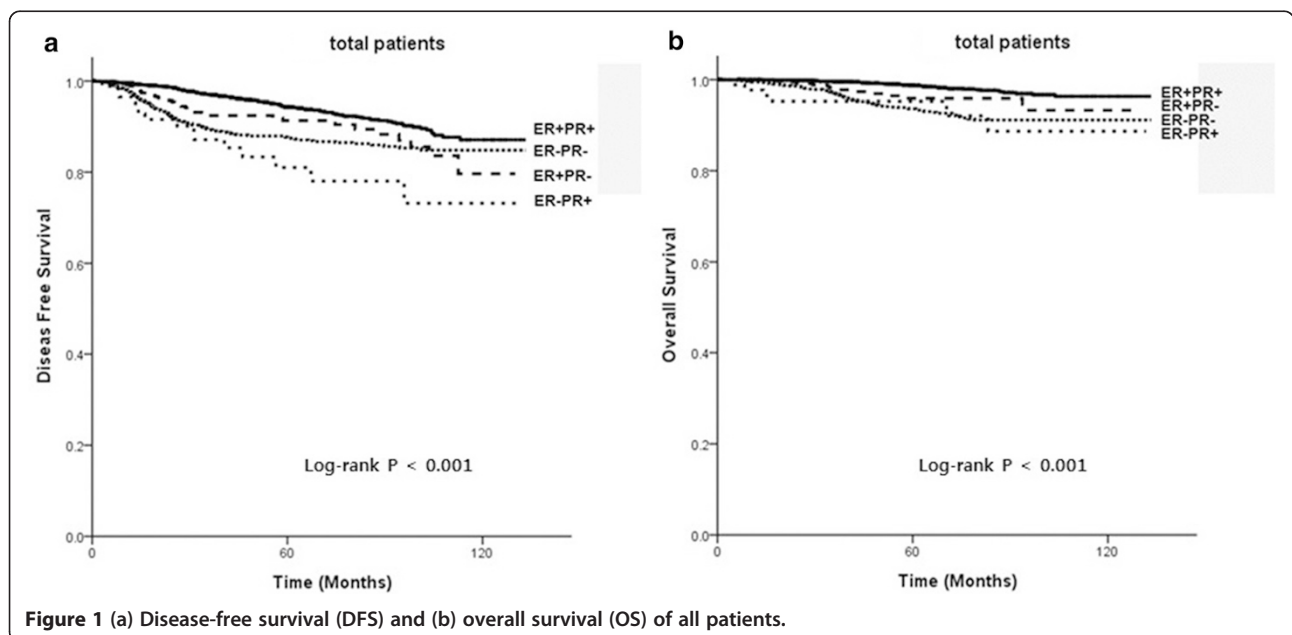 a
total patients
1.0
0.8
0.6
0.4
0.2
0.0
Diseas Free Survival
ER+PR+
ER-PR-
ER+PR-
ER-PR+
Log-rank P < 0.001
0 60 120
Time (Months)
b
total patients
1.0
0.8
0.6
0.4
0.2
0.0
Overall Survival
ER+PR+
ER+PR-
ER-PR-
ER-PR+
Log-rank P < 0.001
0 60 120
Time (Months)
Figure 1 (a) Disease-free survival (DFS) and (b) overall survival (OS) of all patients.